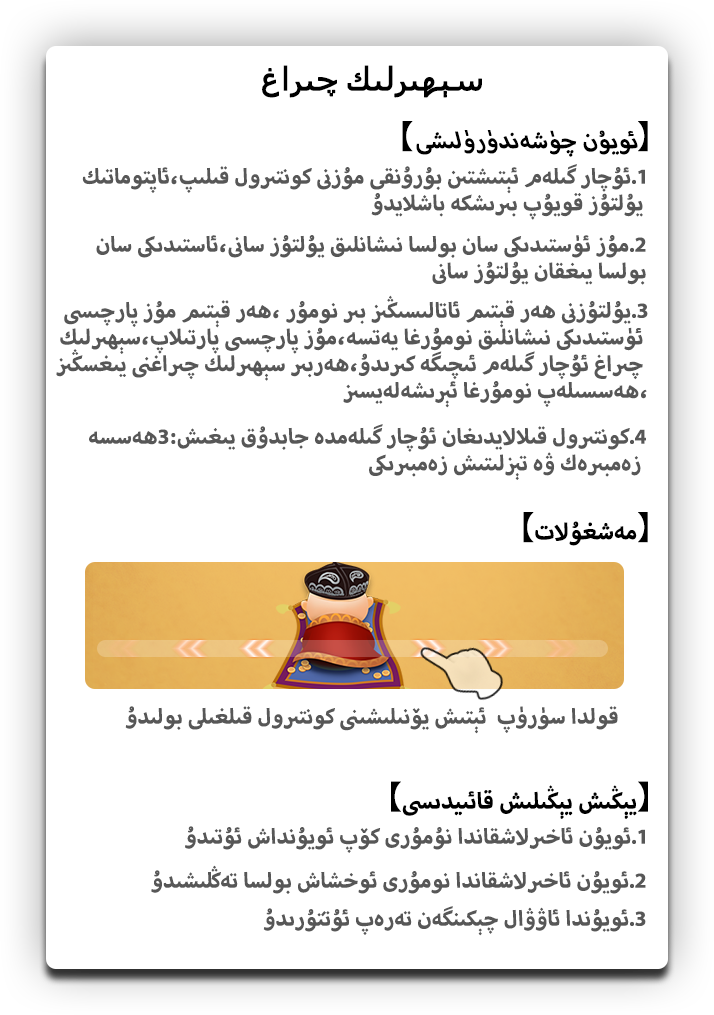 سېھىرلىك چىراغ
【ئويۇن چۈشەندۈرۈلىشى】
1.ئۇچار گىلەم ئېتىشتىن بۇرۇنقى مۇزنى كونتىرول قىلىپ،ئاپتوماتىك
يۇلتۇز قويۇپ بىرىشكە باشلايدۇ
2.مۇز ئۈستىدىكى سان بولسا نىشانلىق يۇلتۇز سانى،ئاستىدىكى سان
بولسا يىغقان يۇلتۇز سانى
3.يۇلتۇزنى ھەر قېتىم ئاتالىسىڭىز بىر نومۇر ،ھەر قېتىم مۇز پارچىسى
ئۈستىدىكى نىشانلىق نومۇرغا يەتسە،مۇز پارچىسى پارتىلاپ،سېھىرلىك
چىراغ ئۇچار گىلەم ئىچىگە كىرىدۇ،ھەربىر سېھىرلىك چىراغنى يىغسىڭىز
،ھەسسىلەپ نومۇرغا ئېرىشەلەيسىز
4.كونتىرول قىلالايدىغان ئۇچار گىلەمدە جابدۇق يىغىش:3ھەسسە
زەمبىرەك ۋە تېزلىتىش زەمبىرىكى
【مەشغۇلات】
قولدا سۈرۈپ ئېتىش يۆنىلىشىنى كونتىرول قىلغىلى بولىدۇ
【يېڭىش يېڭىلىش قائىيدىسى】
1.ئويۇن ئاخىرلاشقاندا نۇمۇرى كۆپ ئويۇنداش ئۇتىدۇ
2.ئويۇن ئاخىرلاشقاندا نومۇرى ئوخشاش بولسا تەڭلىشىدۇ
3.ئويۇندا ئاۋۋال چېكىنگەن تەرەپ ئۇتتۇرىدۇ